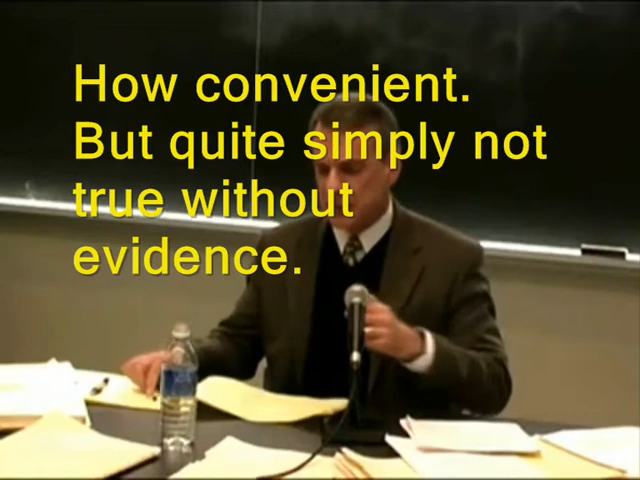 How convenient.
But quite simply not
true without
evidence.